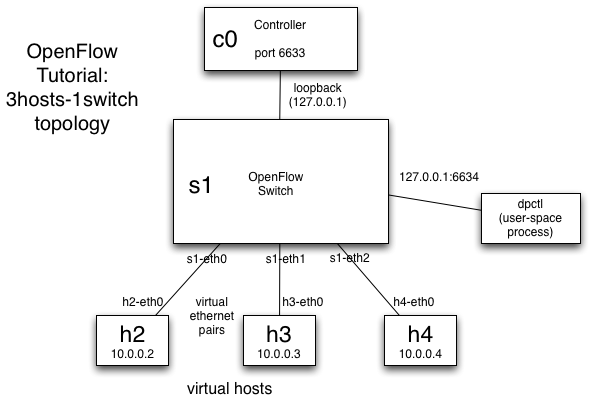 OpenFlow
Tutorial:
3hosts-1switch
topology
c0
Controller
port 6633
loopback
(127.0.0.1)
s1
OpenFlow
Switch
127.0.0.1:6634
dpctl
(user-space
process)
s1-eth0
s1-eth1
s1-eth2
h2-eth0
virtual
ethernet
pairs
h3-eth0
h4-eth0
h2
10.0.0.2
h3
10.0.0.3
h4
10.0.0.4
virtual hosts